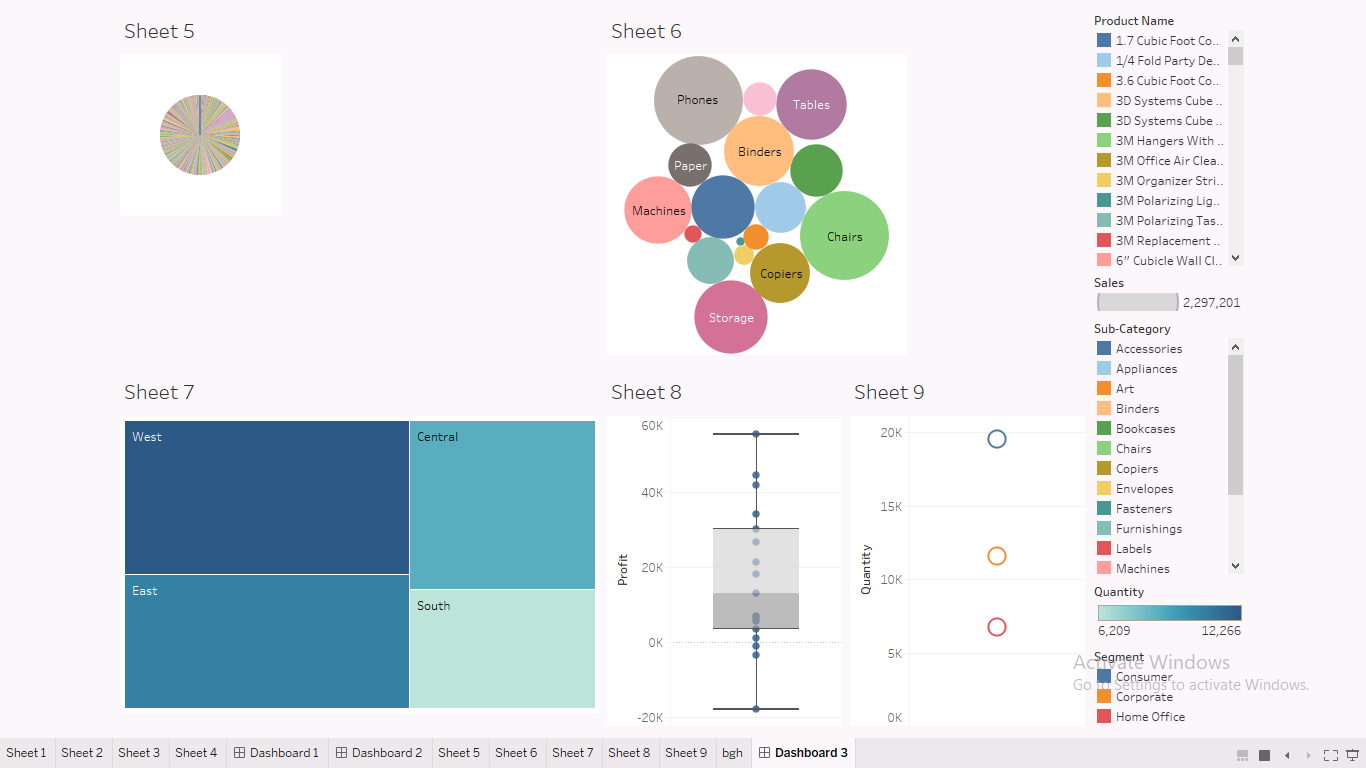 Sheet 5
Sheet 6
Phones
Tables
Binders
Paper
Machines
Chairs
Copiers
Storage
Product Name
1.7 Cubic Foot Co..
1/4 Fold Party De..
3.6 Cubic Foot Co..
3D Systems Cube ..
3D Systems Cube ..
3M Hangers With ..
3M Office Air Clea..
3M Organizer Stri..
3M Polarizing Lig..
3M Polarizing Tas..
3M Replacement ..
6” Cubicle Wall Cl..
Sales
2,297,201
Sub-Category
Accessories
Appliances
Art
Binders
Bookcases
Chairs
Copiers
Envelopes
Fasteners
Furnishings
Labels
Machines
Quantity
6,209 12,266
Segment
Consumer
Corporate
Home Office
Sheet 7
West
Central
East
South
Sheet 8
Profit
60K
40K
20K
0K
-20K
Sheet 9
Quantity
20K
15K
10K
5K
0K
Activate Windows
Go to Settings to activate Windows.
Sheet 1 Sheet 2 Sheet 3 Sheet 4 Dashboard 1 Dashboard 2 Sheet 5 Sheet 6 Sheet 7 Sheet 8 Sheet 9 bgh Dashboard 3